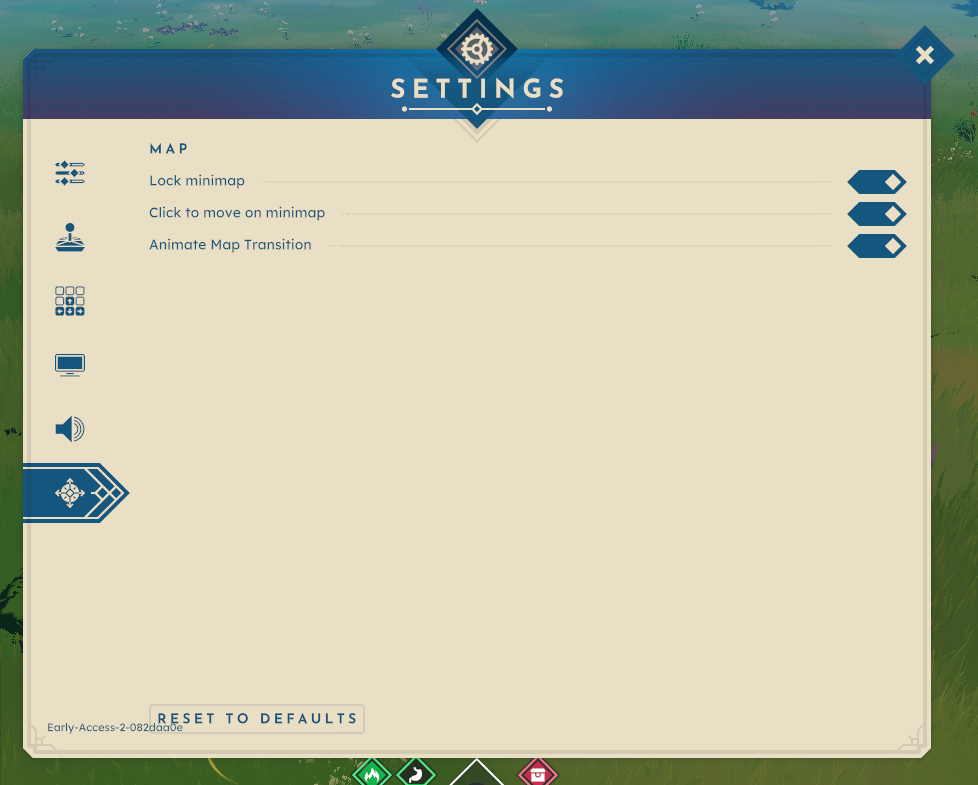 SETTINGS
MAP
Lock minimap
Click to move on minimap
Animate Map Transition
RESET TO DEFAULTS
Early-Access-2-082daa0e